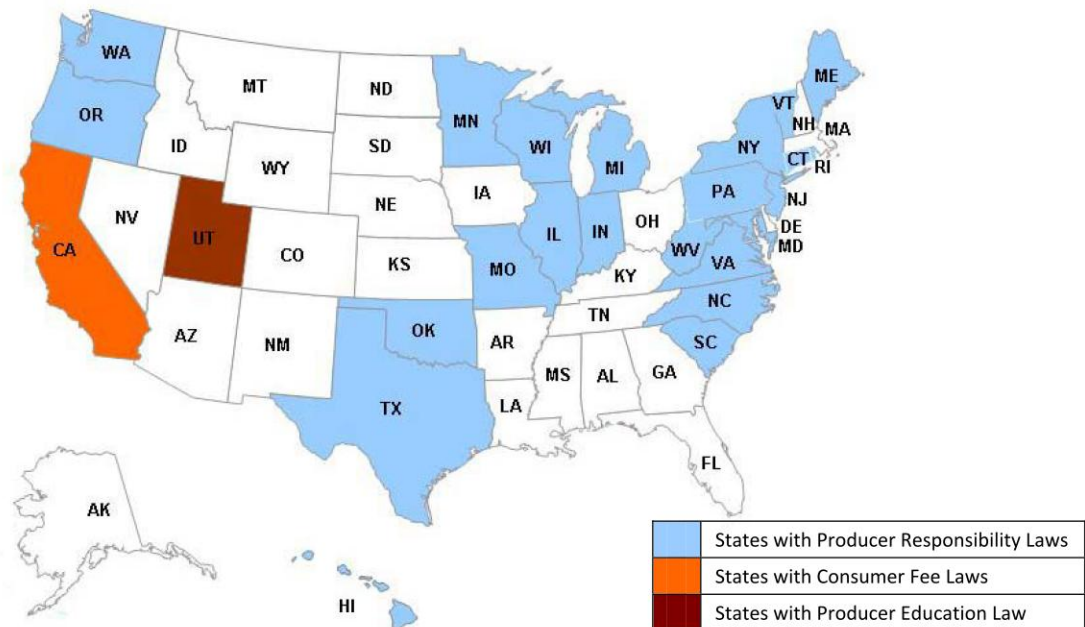 WA
OR
CA
NV
ID
MT
WY
UT
AZ
CO
NM
ND
SD
NE
KS
OK
TX
MN
IA
MO
AR
LA
WI
IL
MI
IN
OH
KY
TN
MS
AL
GA
FL
SC
NC
VA
WV
PA
NY
VT
NH
ME
MA
CT
RI
NJ
DE
MD
AK
HI
States with Producer Responsibility Laws
States with Consumer Fee Laws
States with Producer Education Law